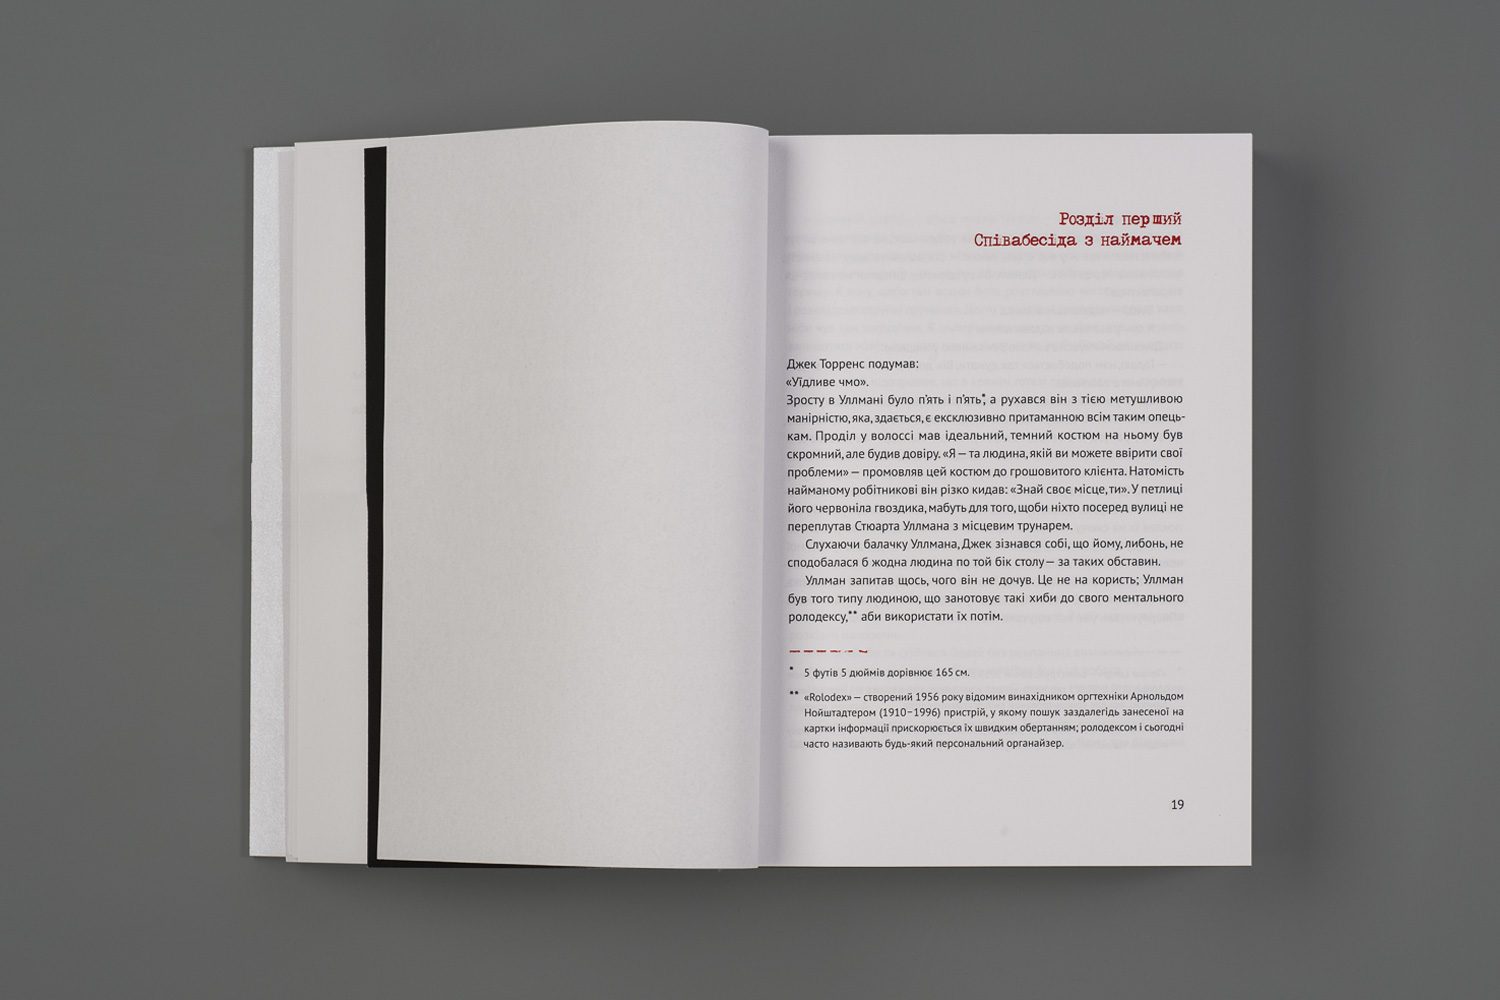 Розділ перший
Співабесіда з наймачем
Джек Торренс подумав:
«Уїдливе чмо».
Зросту в Уллмані було п'ять і п'ять*, а рухався він з тією метушливою
манірністю, яка, здається, є ексклюзивно притаманною всім таким опець-
кам. Проділ у волоссі мав ідеальний, темний костюм на ньому був
скромний, але будив довіру. «Я — та людина, якій ви можете ввірити свої
проблеми» — промовляв цей костюм до грошовитого клієнта. Натомість
найманому робітникові він різко кидав: «Знай своє місце, ти». У петлиці
його червоніла гвоздика, мабуть для того, щоби ніхто посеред вулиці не
переплутав Стюарта Уллмана з місцевим трунарем.
Слухаючи балачку Уллмана, Джек зізнався собі, що йому, либонь, не
сподобалася б жодна людина по той бік столу — за таких обставин.
Уллман запитав щось, чого він не дочув. Це не на користь; Уллман
був того типу людиною, що занотовує такі хиби до свого ментального
ролодексу,** аби використати їх потім.
* 5 футів 5 дюймів дорівнює 165 см.
** «Rolodex» — створений 1956 року відомим винахідником оргтехніки Арнольдом
Нойштадтером (1910–1996) пристрій, у якому пошук заздалегідь занесеної на
картки інформації прискорюється їх швидким обертанням; ролодексом і сьогодні
часто називають будь-який персональний органайзер.
19